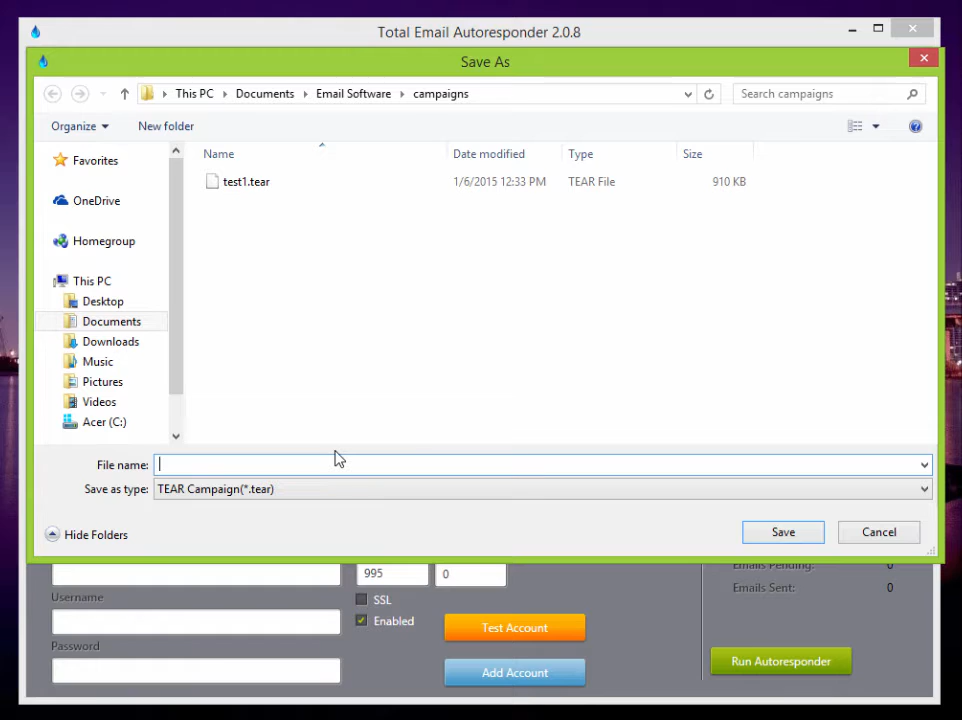 Total Email Autoresponder 2.0.8
Save As
This PC Documents Email Software campaigns Search campaigns
Organize New folder
Name Date modified Type Size
test1.tear 1/6/2015 12:33 PM TEAR File 910 KB
Favorites
OneDrive
Homegroup
This PC
Desktop
Documents
Downloads
Music
Pictures
Videos
Acer (C:)
File name:
Save as type: TEAR Campaign(*.tear)
Hide Folders Save Cancel
995 0 Emails Pending: 0
Username SSL Emails Sent: 0
Enabled Test Account
Password
Add Account Run Autoresponder